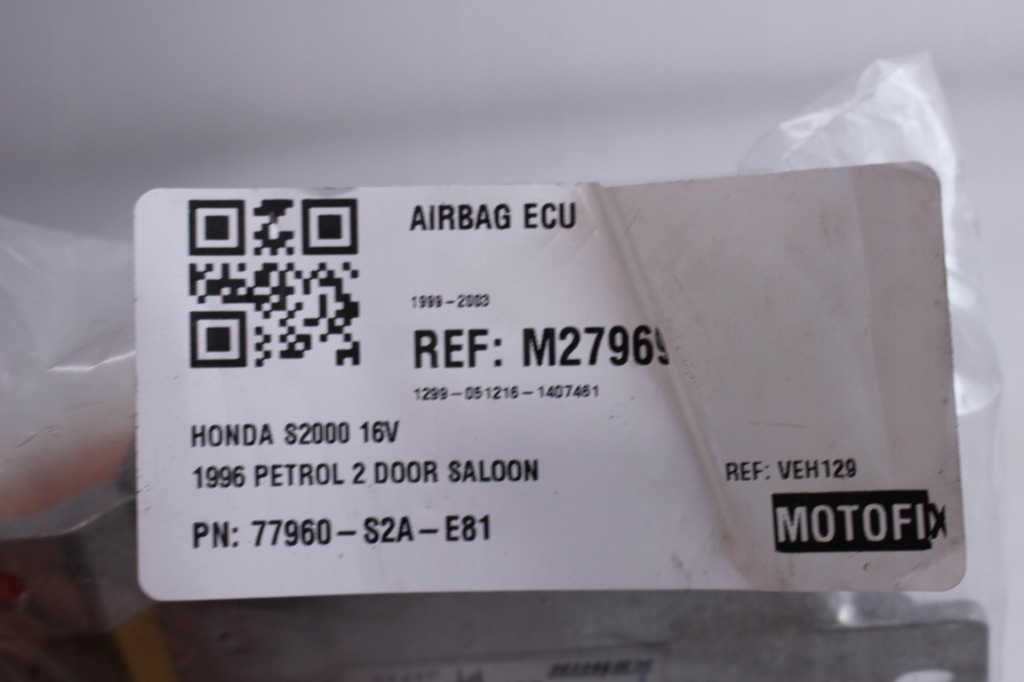 AIRBAG ECU
1999-2003
REF: M27969
1299-051216-1407461
HONDA S2000 16V
1996 PETROL 2 DOOR SALOON
REF: VEH129
PN: 77960-S2A-E81
MOTOFIX